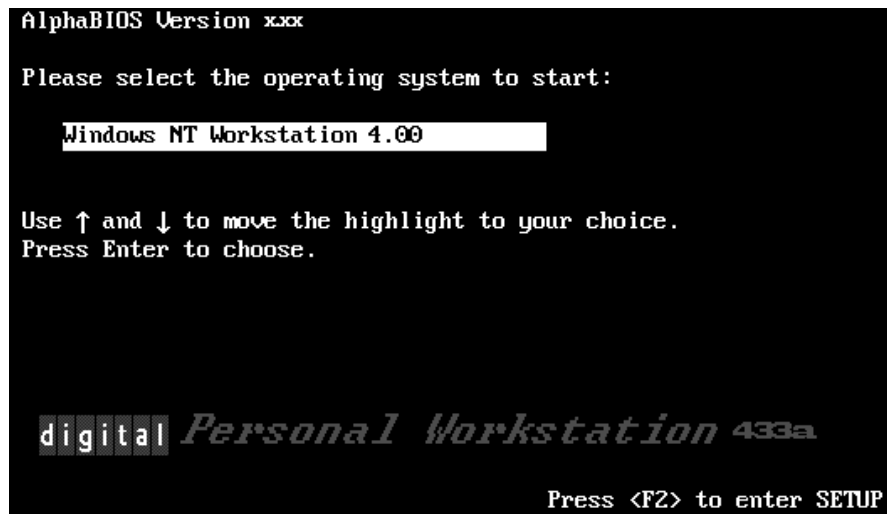 AlphaBIOS Version x.xx
Please select the operating system to start:
Windows NT Workstation 4.00
Use ↑ and ↓ to move the highlight to your choice.
Press Enter to choose.
digital Personal Workstation 433a
Press <F2> to enter SETUP